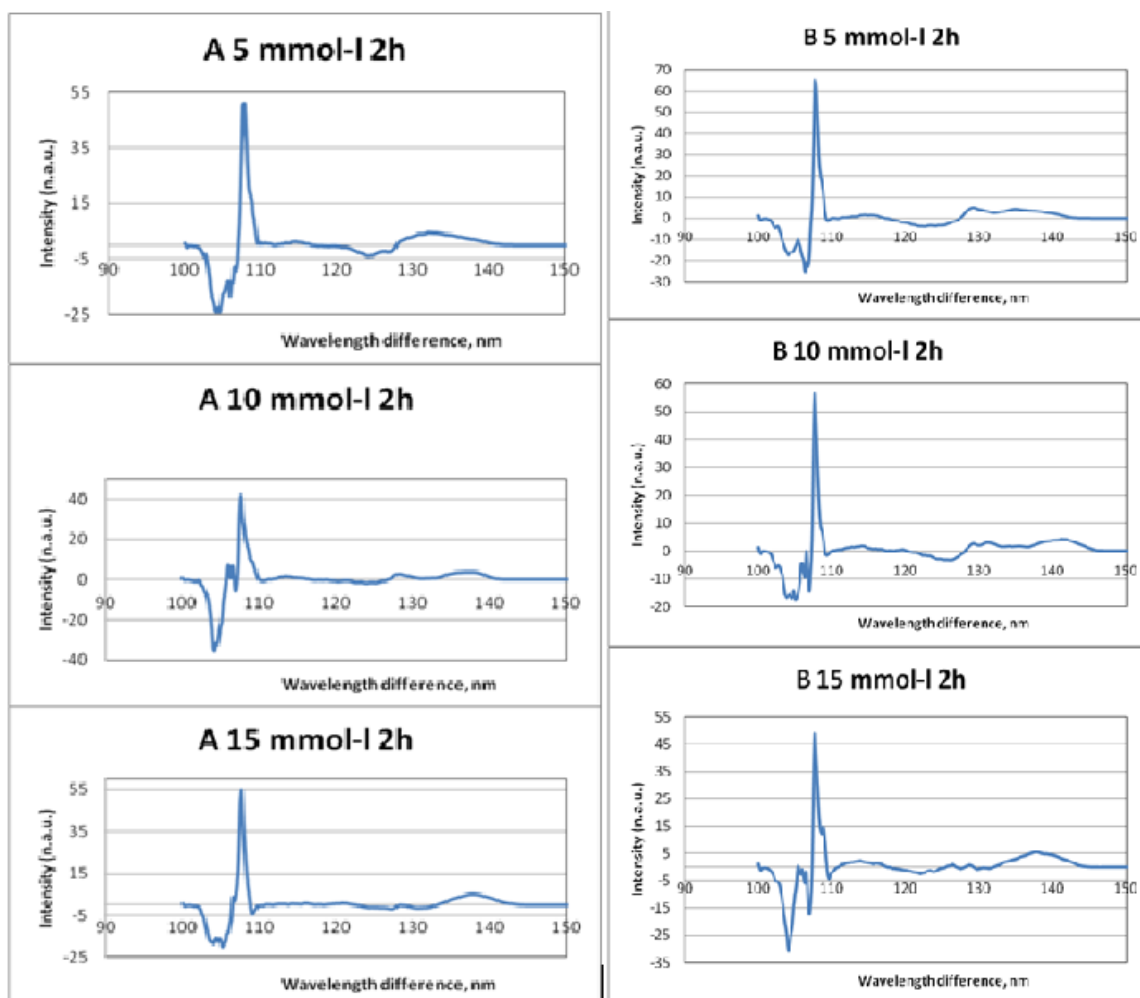 A 5 mmol-l 2h
Intensity (n.a.u.)
55
35
15
-5
-25
90 100 110 120 130 140 150
Wavelength difference, nm
A 10 mmol-l 2h
Intensity (n.a.u.)
40
20
0
-20
-40
90 100 110 120 130 140 150
Wavelength difference, nm
A 15 mmol-l 2h
Intensity (n.a.u.)
55
35
15
-5
-25
90 100 110 120 130 140 150
Wavelength difference, nm
B 5 mmol-l 2h
Intensity (n.a.u.)
70
60
50
40
30
20
10
0
-10
-20
-30
90 100 110 120 130 140 150
Wavelength difference, nm
B 10 mmol-l 2h
Intensity (n.a.u.)
60
50
40
30
20
10
0
-10
-20
90 100 110 120 130 140 150
Wavelength difference, nm
B 15 mmol-l 2h
Intensity (n.a.u.)
55
45
35
25
15
5
-5
-15
-25
-35
90 100 110 120 130 140 150
Wavelength difference, nm